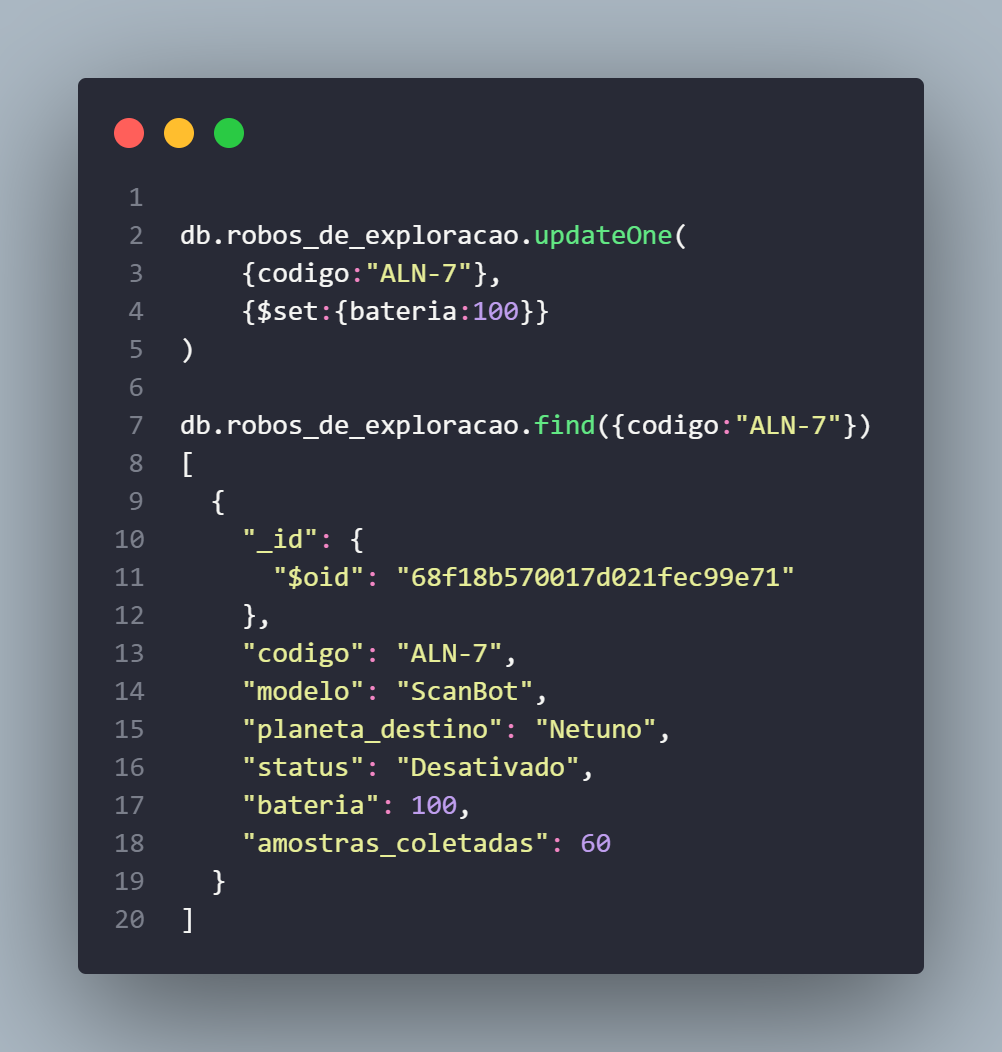 1
2 db.robos_de_exploracao.updateOne(
3     {codigo:"ALN-7"},
4     {$set:{bateria:100}}
5 )
6
7 db.robos_de_exploracao.find({codigo:"ALN-7"})
8 [
9   {
10     "_id": {
11       "$oid": "68f18b570017d021fec99e71"
12     },
13     "codigo": "ALN-7",
14     "modelo": "ScanBot",
15     "planeta_destino": "Netuno",
16     "status": "Desativado",
17     "bateria": 100,
18     "amostras_coletadas": 60
19   }
20 ]